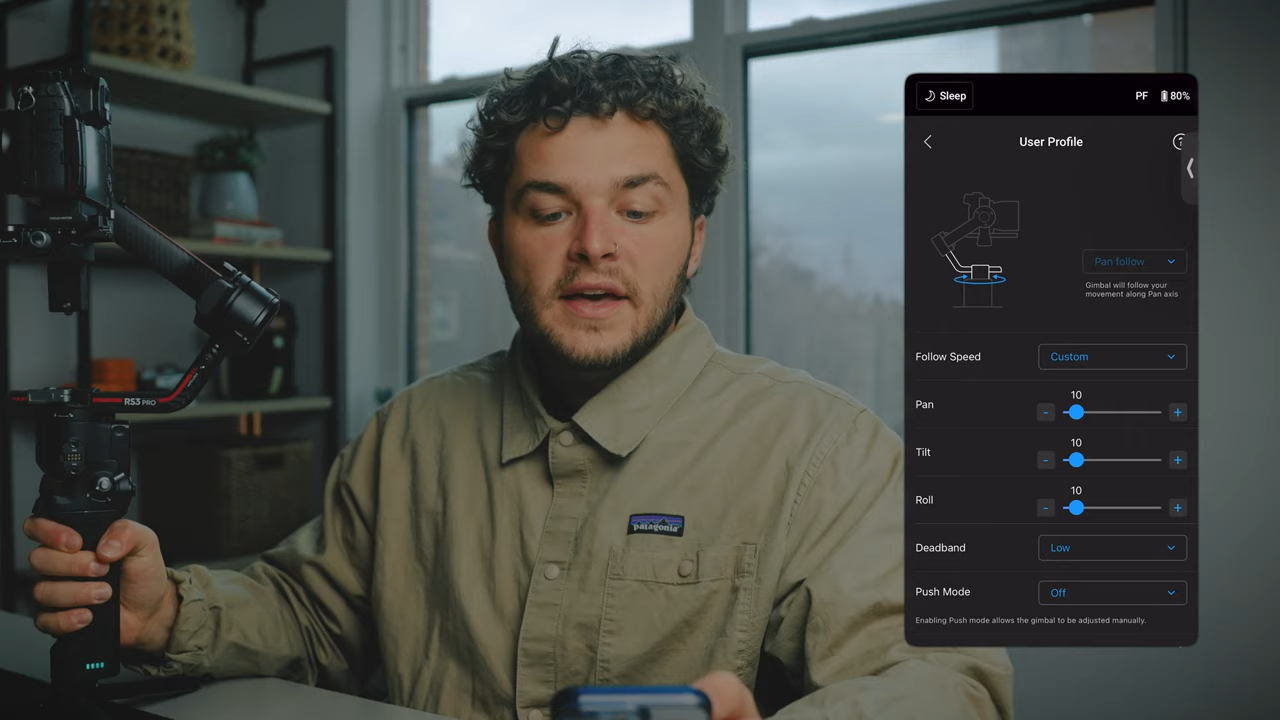 Sleep
PF
80%
User Profile
Pan follow
Gimbal will follow your
movement along Pan axis
Follow Speed
Custom
10
Pan
-
+
10
Tilt
-
+
10
Roll
-
+
Deadband
Low
Push Mode
Off
Enabling Push mode allows the gimbal to be adjusted manually.
RS3 PRO
patagonia